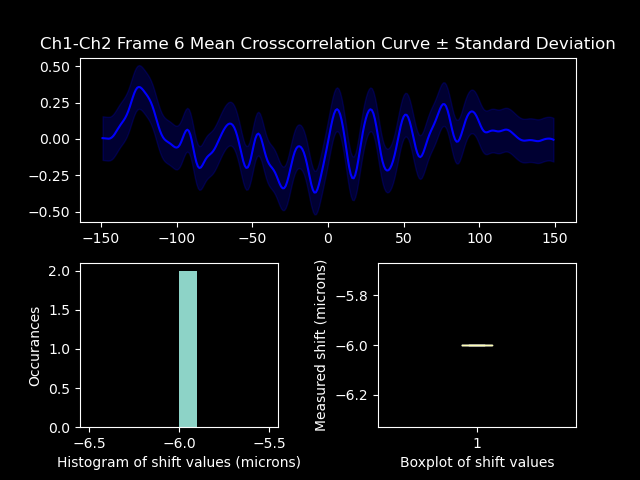 Ch1-Ch2 Frame 6 Mean Crosscorrelation Curve ± Standard Deviation
0.50
0.25
0.00
−0.25
−0.50
−150 −100 −50 0 50 100 150
2.0
1.5
1.0
0.5
0.0
Occurances
−6.5 −6.0 −5.5
Histogram of shift values (microns)
Measured shift (microns)
−5.8
−6.0
−6.2
1
Boxplot of shift values